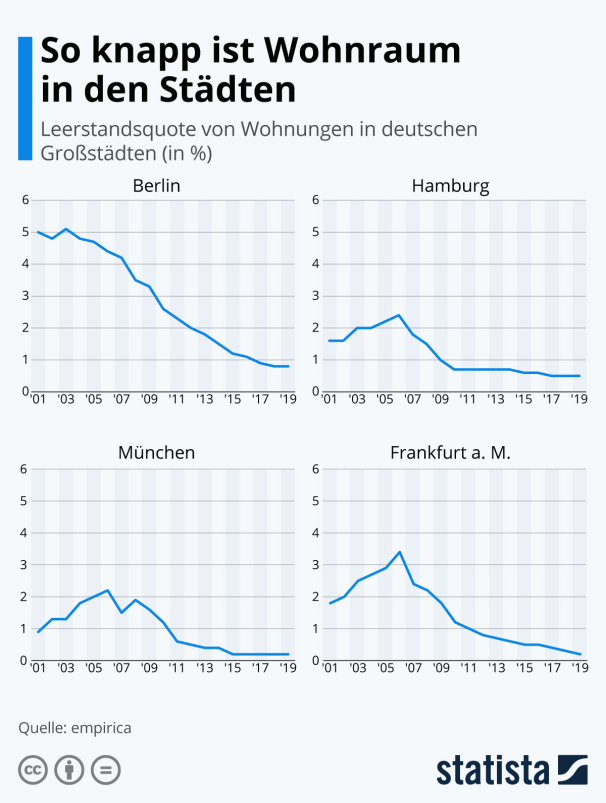 So knapp ist Wohnraum
in den Städten
Leerstandsquote von Wohnungen in deutschen
Großstädten (in %)
Berlin
6
5
4
3
2
1
0
'01 '03 '05 '07 '09 '11 '13 '15 '17 '19
Hamburg
6
5
4
3
2
1
0
'01 '03 '05 '07 '09 '11 '13 '15 '17 '19
München
6
5
4
3
2
1
0
'01 '03 '05 '07 '09 '11 '13 '15 '17 '19
Frankfurt a. M.
6
5
4
3
2
1
0
'01 '03 '05 '07 '09 '11 '13 '15 '17 '19
Quelle: empirica
cc
statista